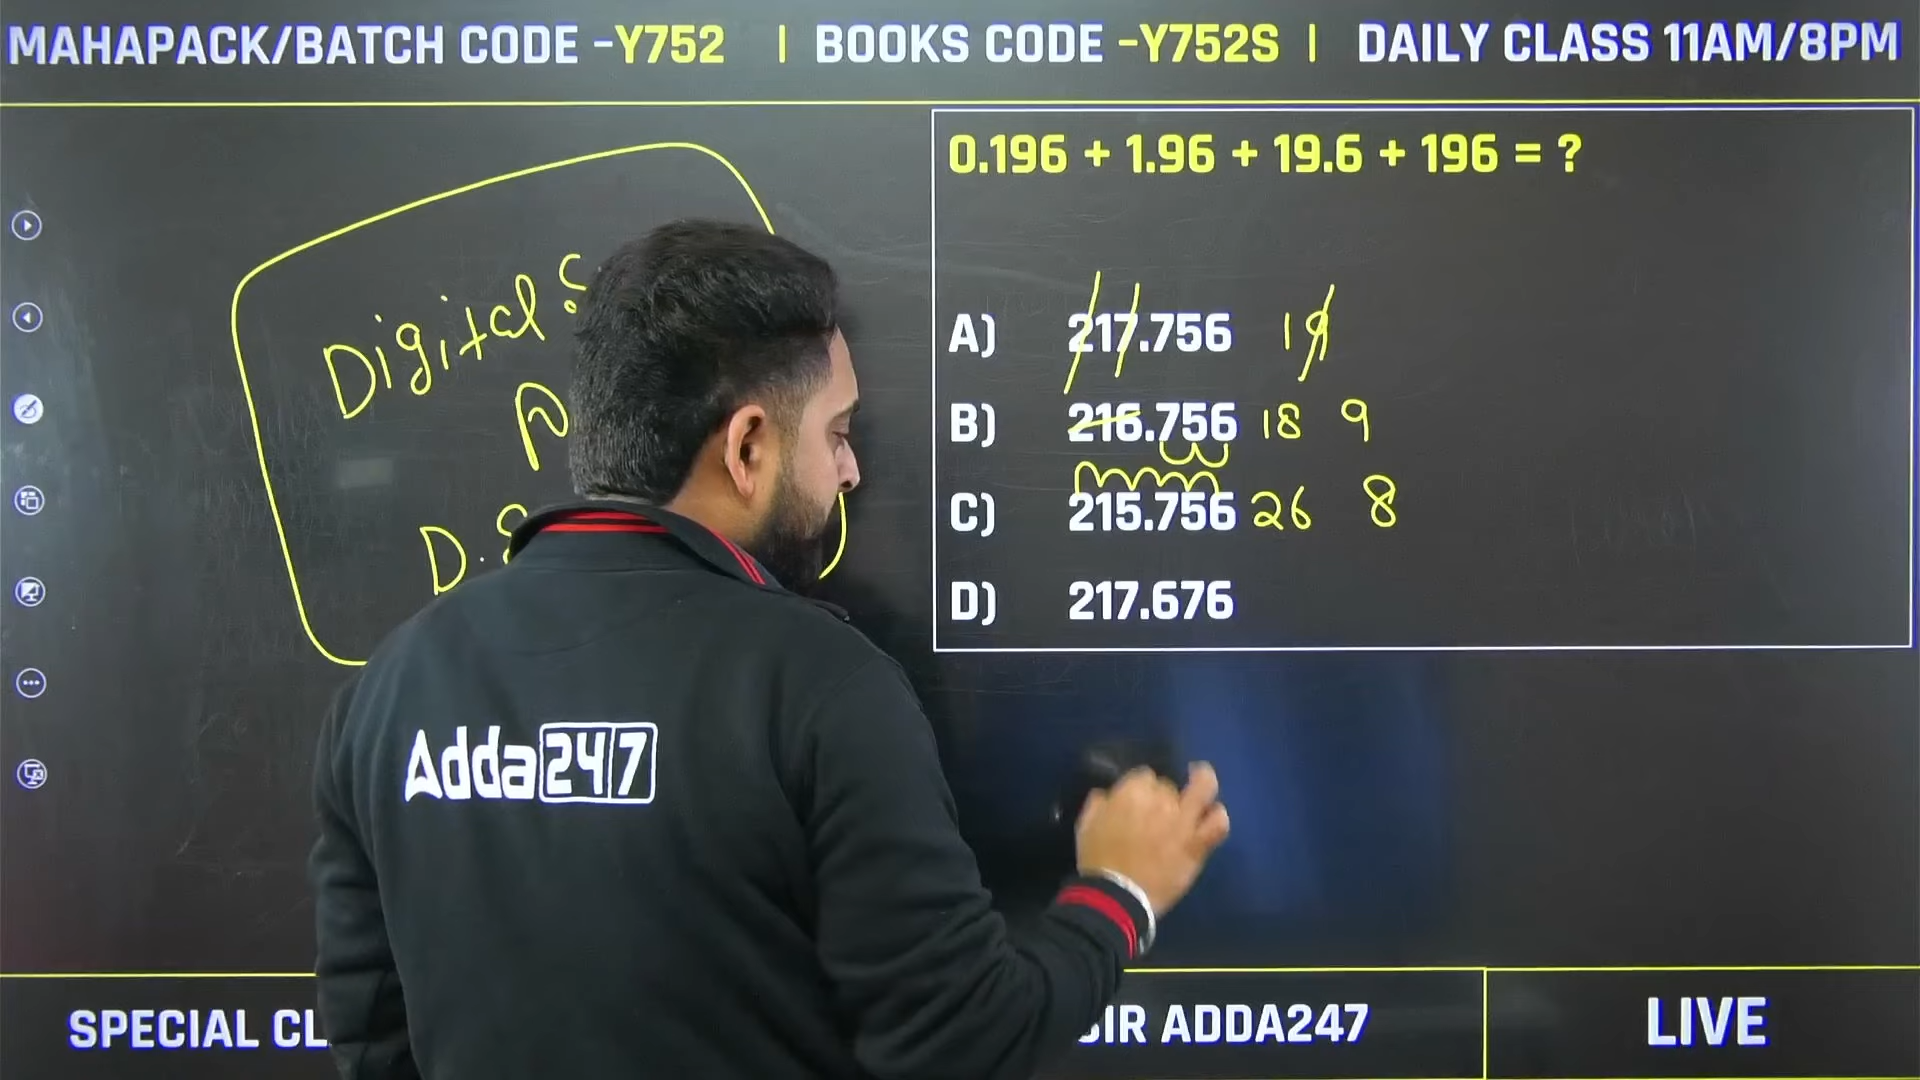 MAHAPACK/BATCH CODE -Y752 | BOOKS CODE -Y752S | DAILY CLASS 11AM/8PM
0.196 + 1.96 + 19.6 + 196 = ?
Digital
A) 217.756 19
B) 216.756 18 9
C) 215.756 26 8
D.
D) 217.676
Adda247
SPECIAL
SIR ADDA247
LIVE